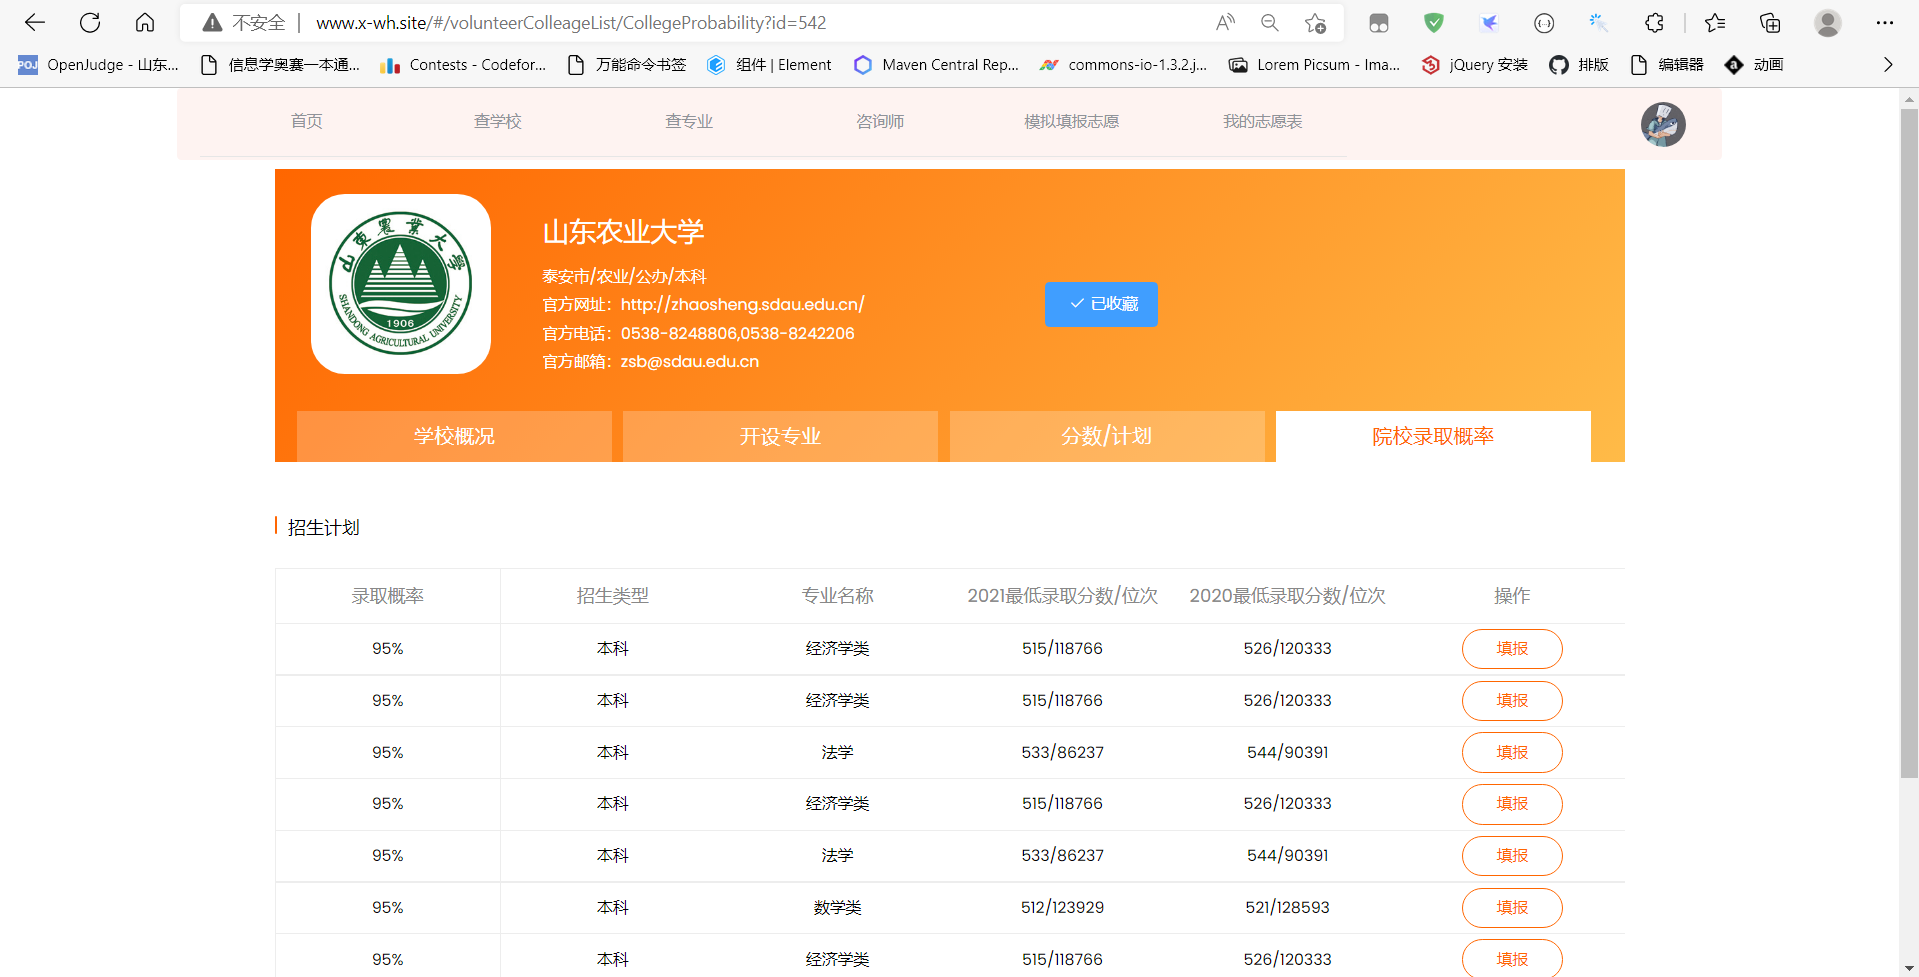 不安全 www.x-wh.site/#/volunteerColleageList/CollegeProbability?id=542
OpenJudge - 山东... 信息学奥赛一本通... Contests - Codefor... 万能命令书签 组件 | Element Maven Central Rep... commons-io-1.3.2.j... Lorem Picsum - Ima... jQuery 安装 排版 编辑器 动画
首页 查学校 查专业 咨询师 模拟填报志愿 我的志愿表
山東農業大學
1906
SHANDONG AGRICULTURAL UNIVERSITY
山东农业大学
泰安市/农业/公办/本科
官方网址：http://zhaosheng.sdau.edu.cn/
官方电话：0538-8248806,0538-8242206
官方邮箱：zsb@sdau.edu.cn
已收藏
学校概况 开设专业 分数/计划 院校录取概率
招生计划
录取概率 招生类型 专业名称 2021最低录取分数/位次 2020最低录取分数/位次 操作
95% 本科 经济学类 515/118766 526/120333 填报
95% 本科 经济学类 515/118766 526/120333 填报
95% 本科 法学 533/86237 544/90391 填报
95% 本科 经济学类 515/118766 526/120333 填报
95% 本科 法学 533/86237 544/90391 填报
95% 本科 数学类 512/123929 521/128593 填报
95% 本科 经济学类 515/118766 526/120333 填报